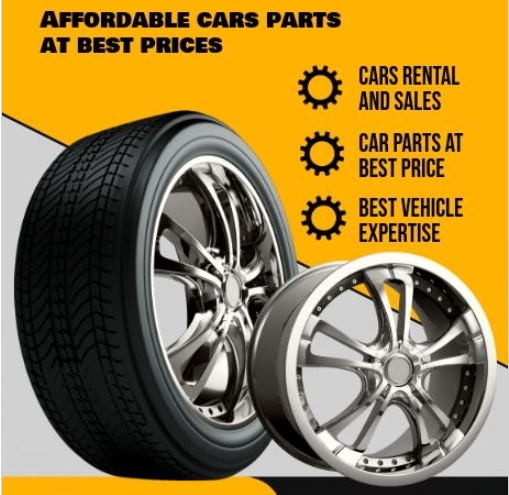 AFFORDABLE CARS PARTS
AT BEST PRICES
CARS RENTAL
AND SALES
CAR PARTS AT
BEST PRICE
BEST VEHICLE
EXPERTISE